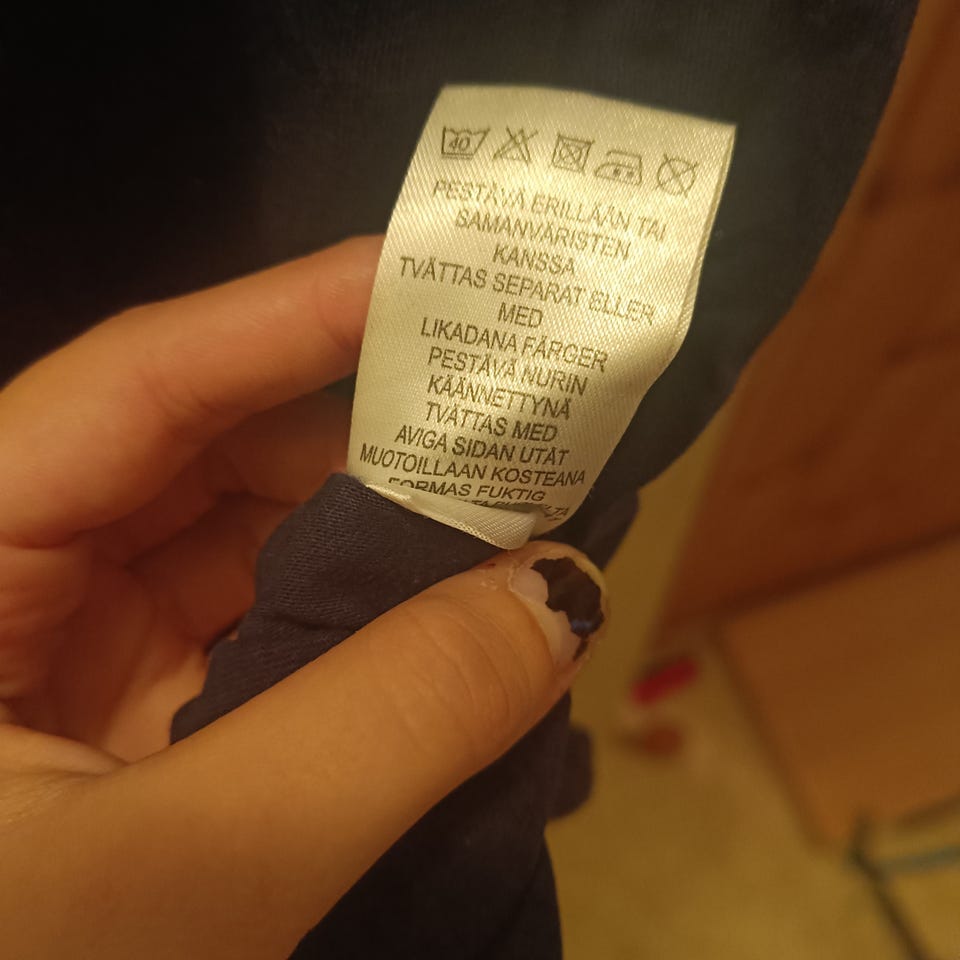 40
PESTÄVÄ ERILLÄÄN TAI
SAMANVÄRISTEN
KANSSA
TVÄTTAS SEPARAT ELLER
MED
LIKADANA FÄRGER
PESTÄVÄ NURIN
KÄÄNNETTYNÄ
TVÄTTAS MED
AVIGA SIDAN UTÅT
MUOTOILLAAN KOSTEANA
FORMAS FUKTIG